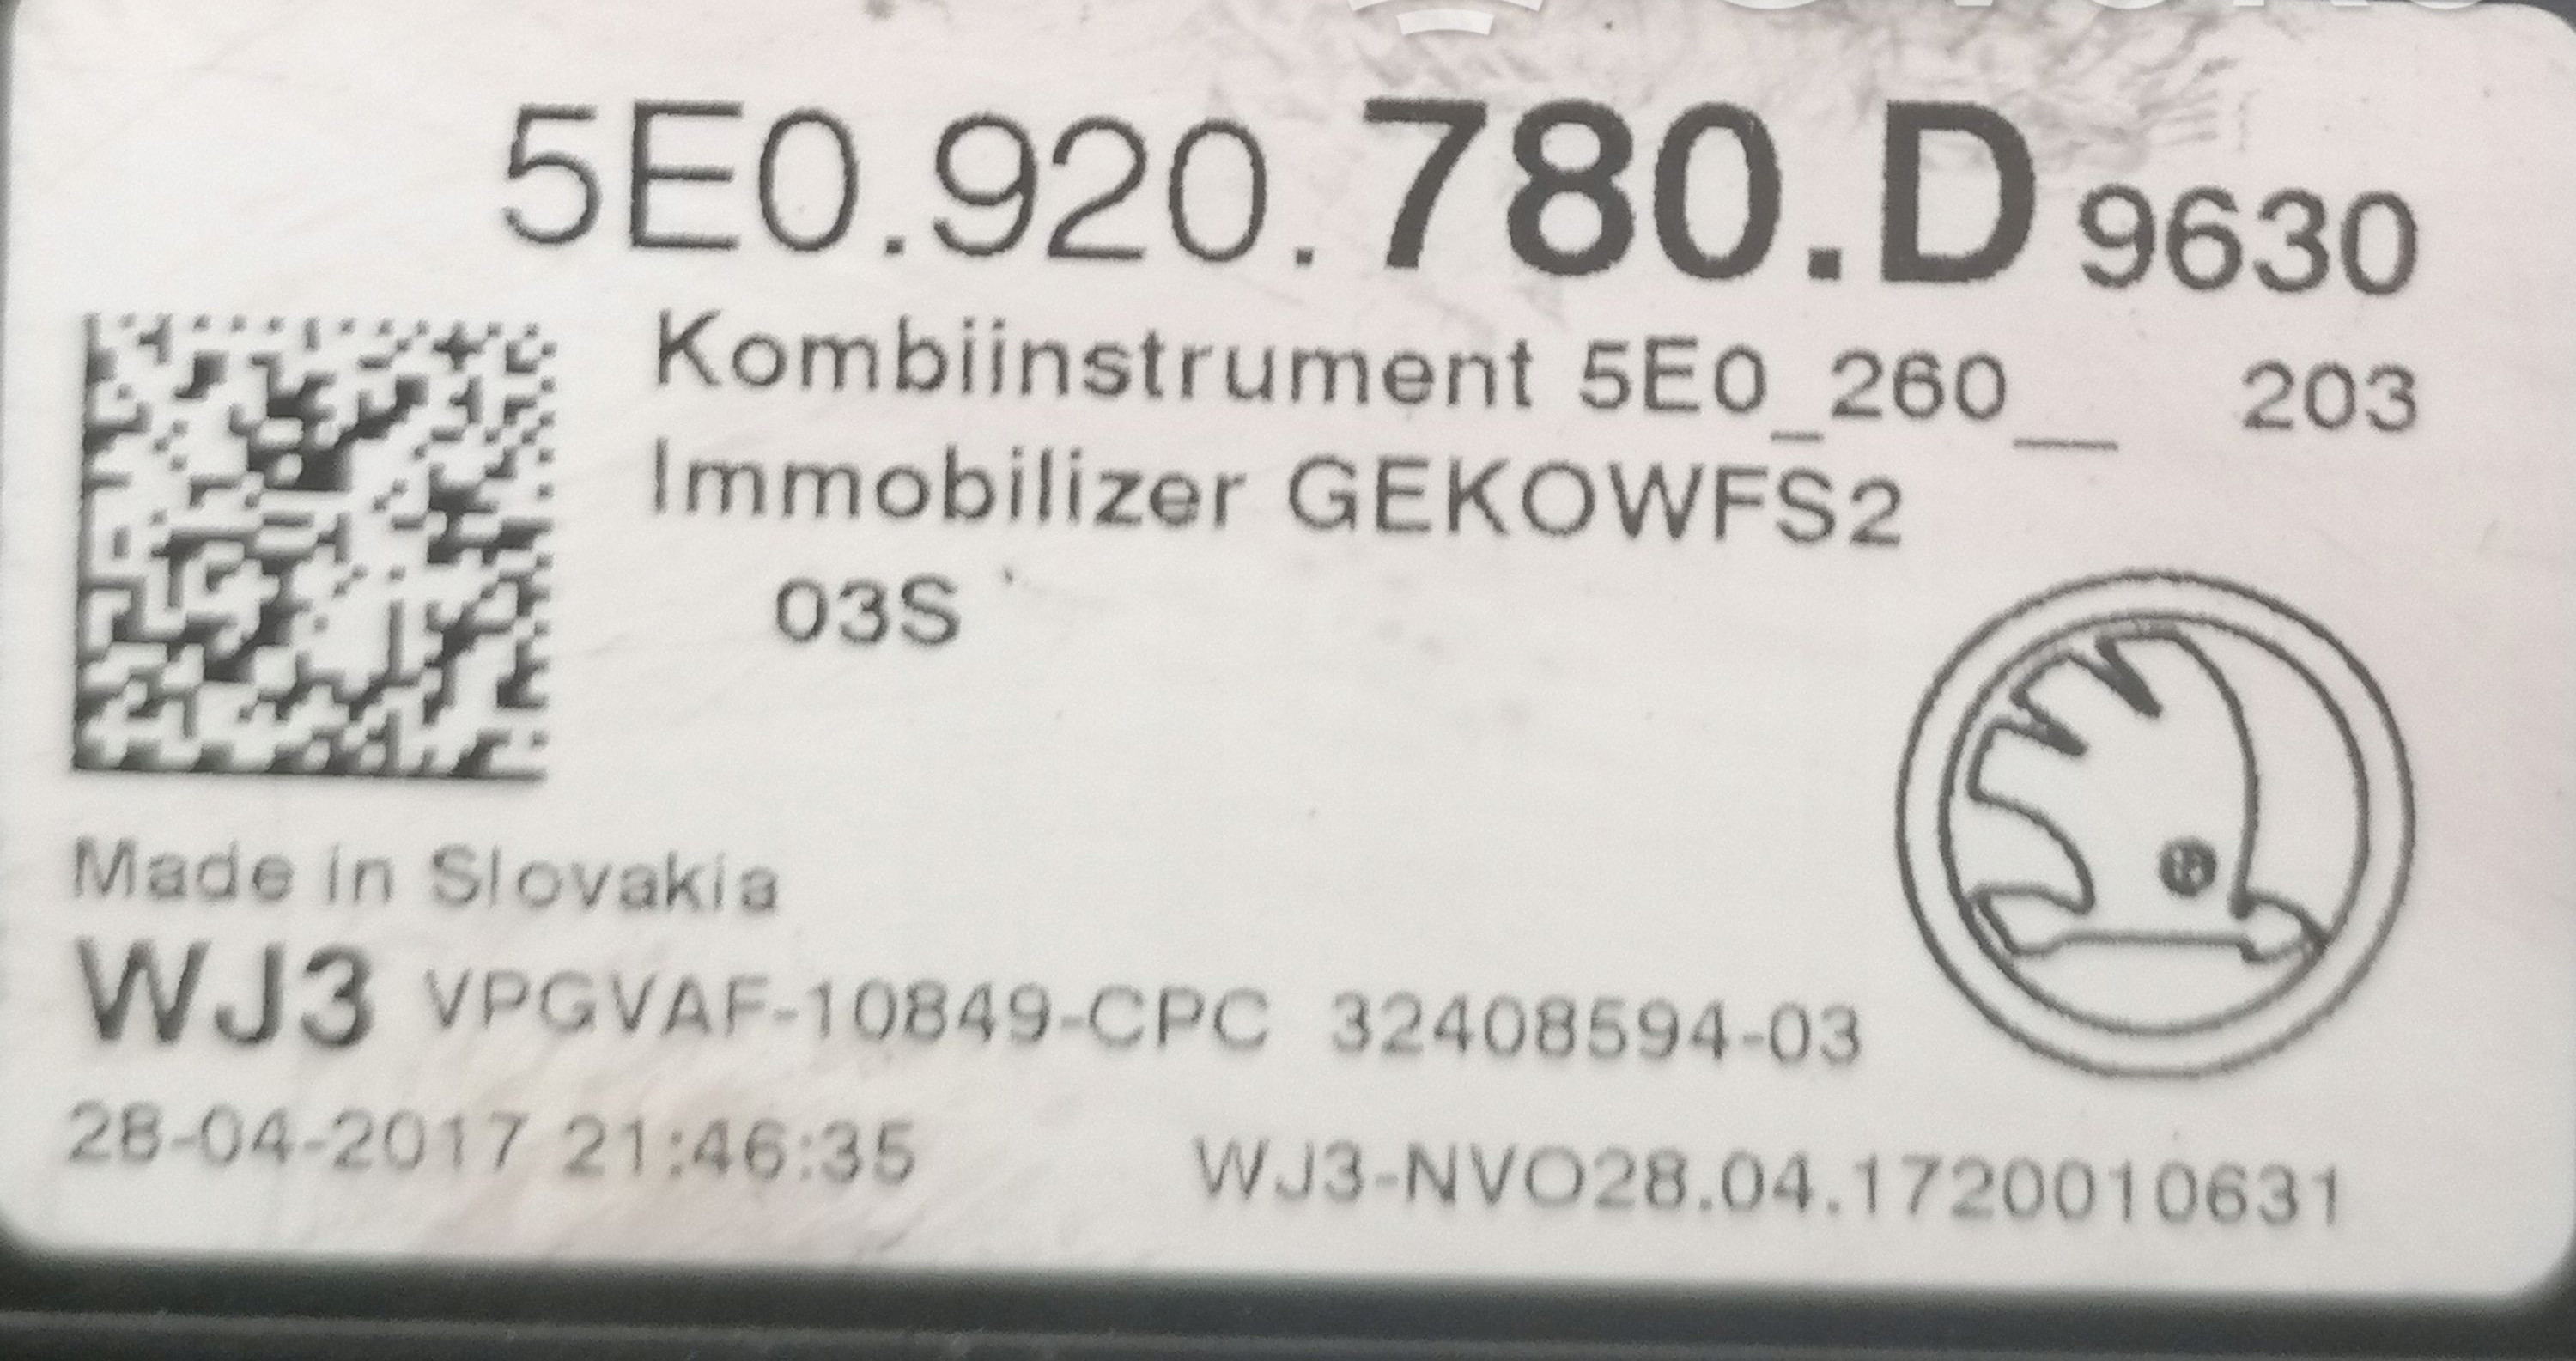 5E0.920.780.D 9630
Kombiinstrument 5E0_260__ 203
Immobilizer GEKOWFS2
03S
Made in Slovakia
WJ3 VPGVAF-10849-CPC 32408594-03
28-04-2017 21:46:35 WJ3-NVO28.04.1720010631